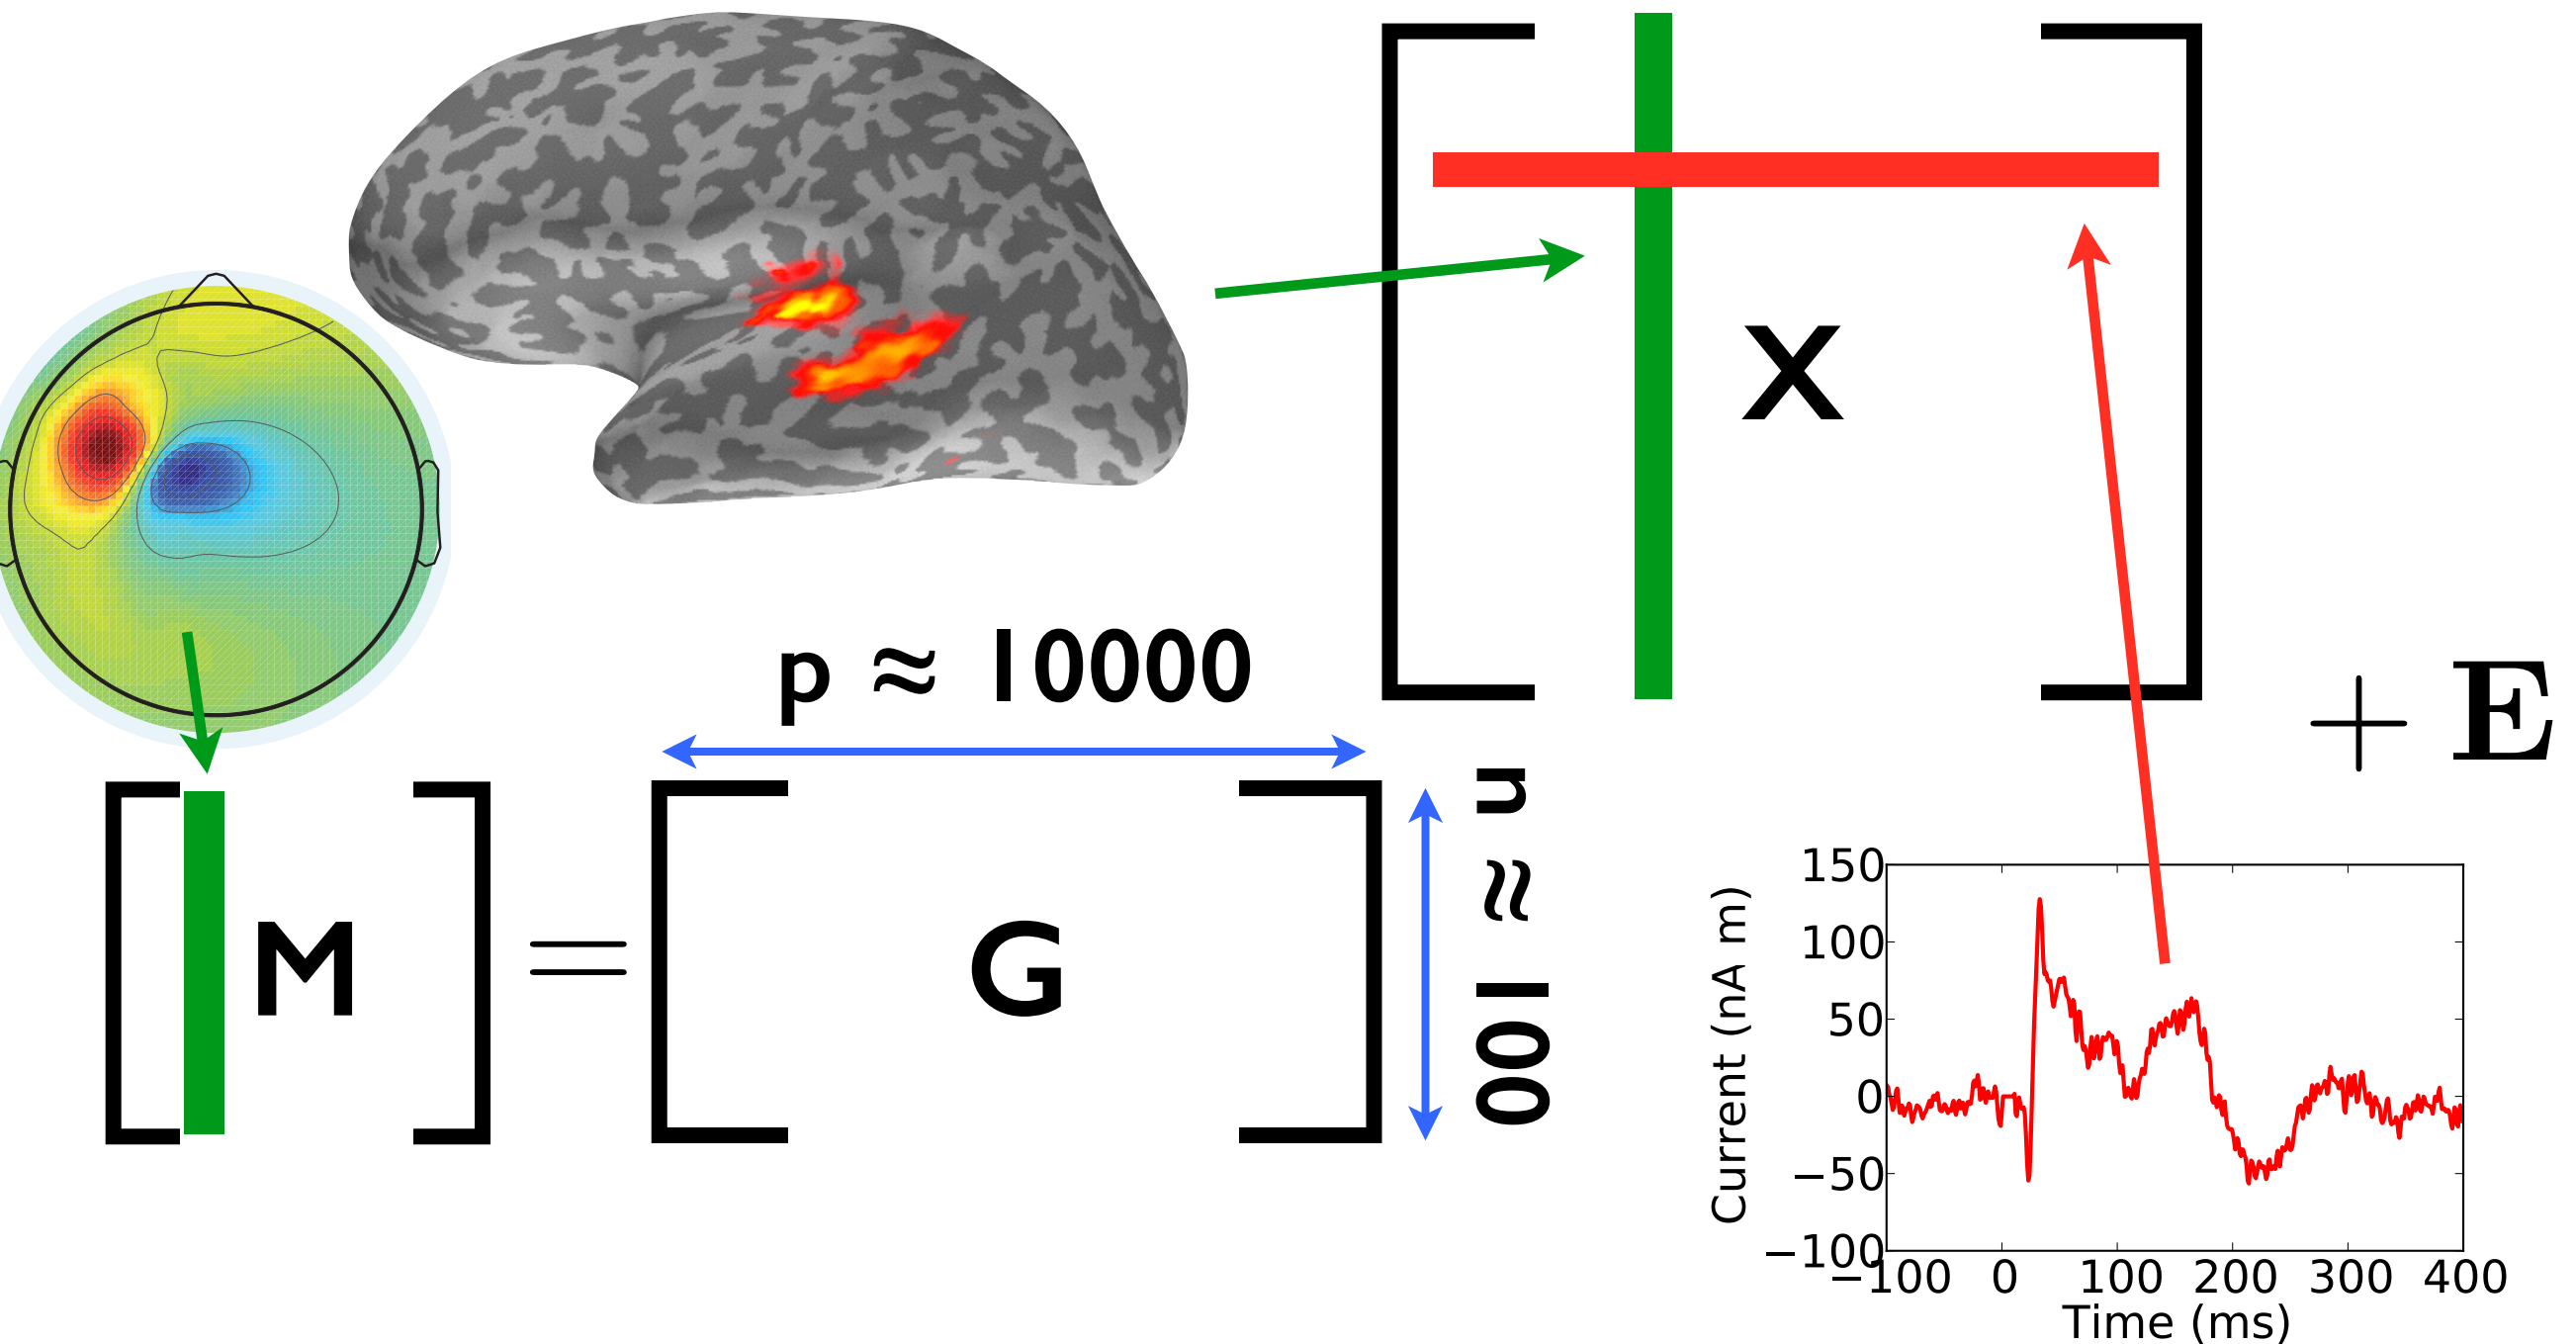 X
p ≈ 10000
+ E
n ≈ 100
M
=
G
150
100
50
0
−50
−100
Current (nA m)
−100 0 100 200 300 400
Time (ms)